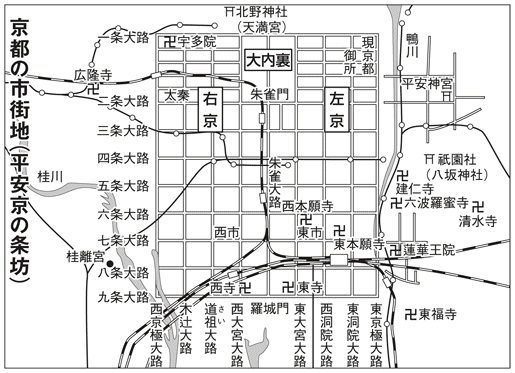 京都の市街地(平安京の条坊)
⛩北野神社
(天満宮)
一条大路
卍宇多院
大内裏
現京都御所
鴨川
広隆寺
卍
平安神宮
⛩
太秦
右京
朱雀門
左京
二条大路
三条大路
四条大路
朱雀大路
⛩祇園社
(八坂神社)
桂川
五条大路
卍
建仁寺
卍六波羅蜜寺
西本願寺
卍
卍
清水寺
六条大路
七条大路
西市
東市
東本願寺
卍
卍蓮華王院
桂離宮
八条大路
西寺卍
卍東寺
九条大路
羅城門
卍東福寺
西京極大路
木辻大路
道祖大路
さい
西大宮大路
東大宮大路
西洞院大路
東洞院大路
東京極大路